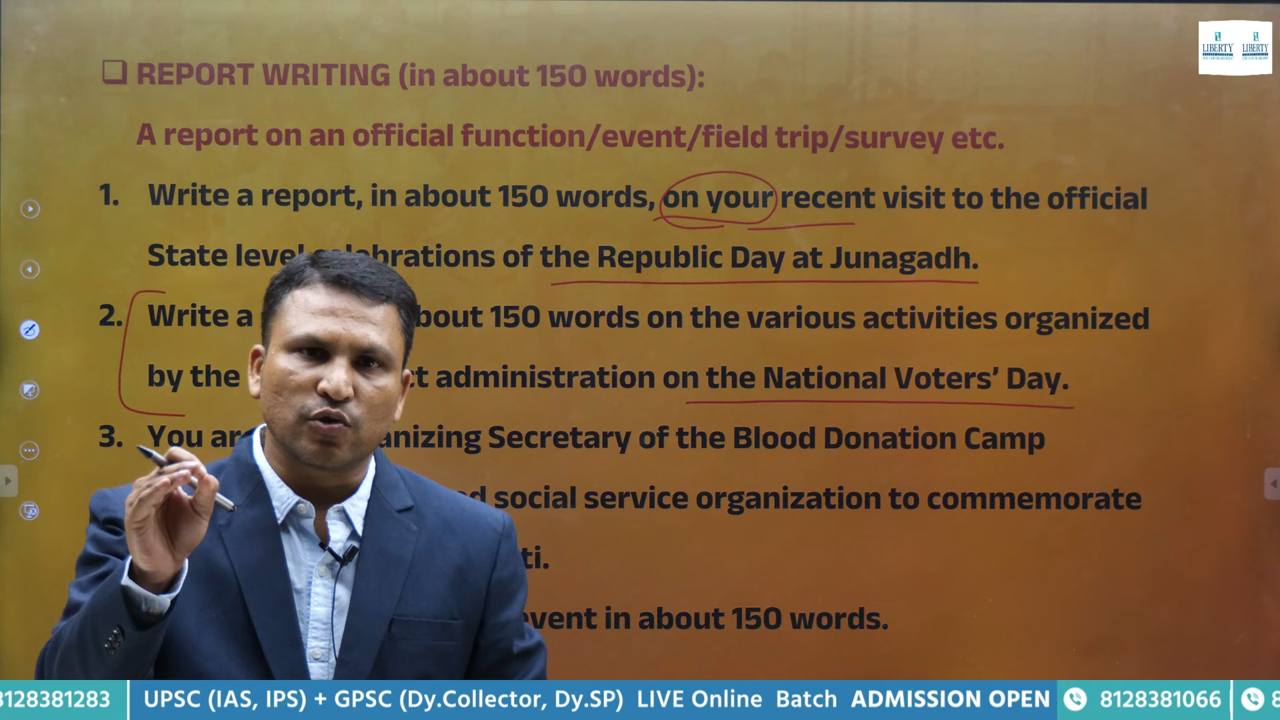 LIBERTY LIBERTY
❑ REPORT WRITING (in about 150 words):
A report on an official function/event/field trip/survey etc.
1. Write a report, in about 150 words, on your recent visit to the official
State level celebrations of the Republic Day at Junagadh.
2. Write a bout 150 words on the various activities organized
by the t administration on the National Voters' Day.
3. You ar anizing Secretary of the Blood Donation Camp
d social service organization to commemorate
ti.
event in about 150 words.
8128381283 UPSC (IAS, IPS) + GPSC (Dy.Collector, Dy.SP) LIVE Online Batch ADMISSION OPEN 8128381066 8